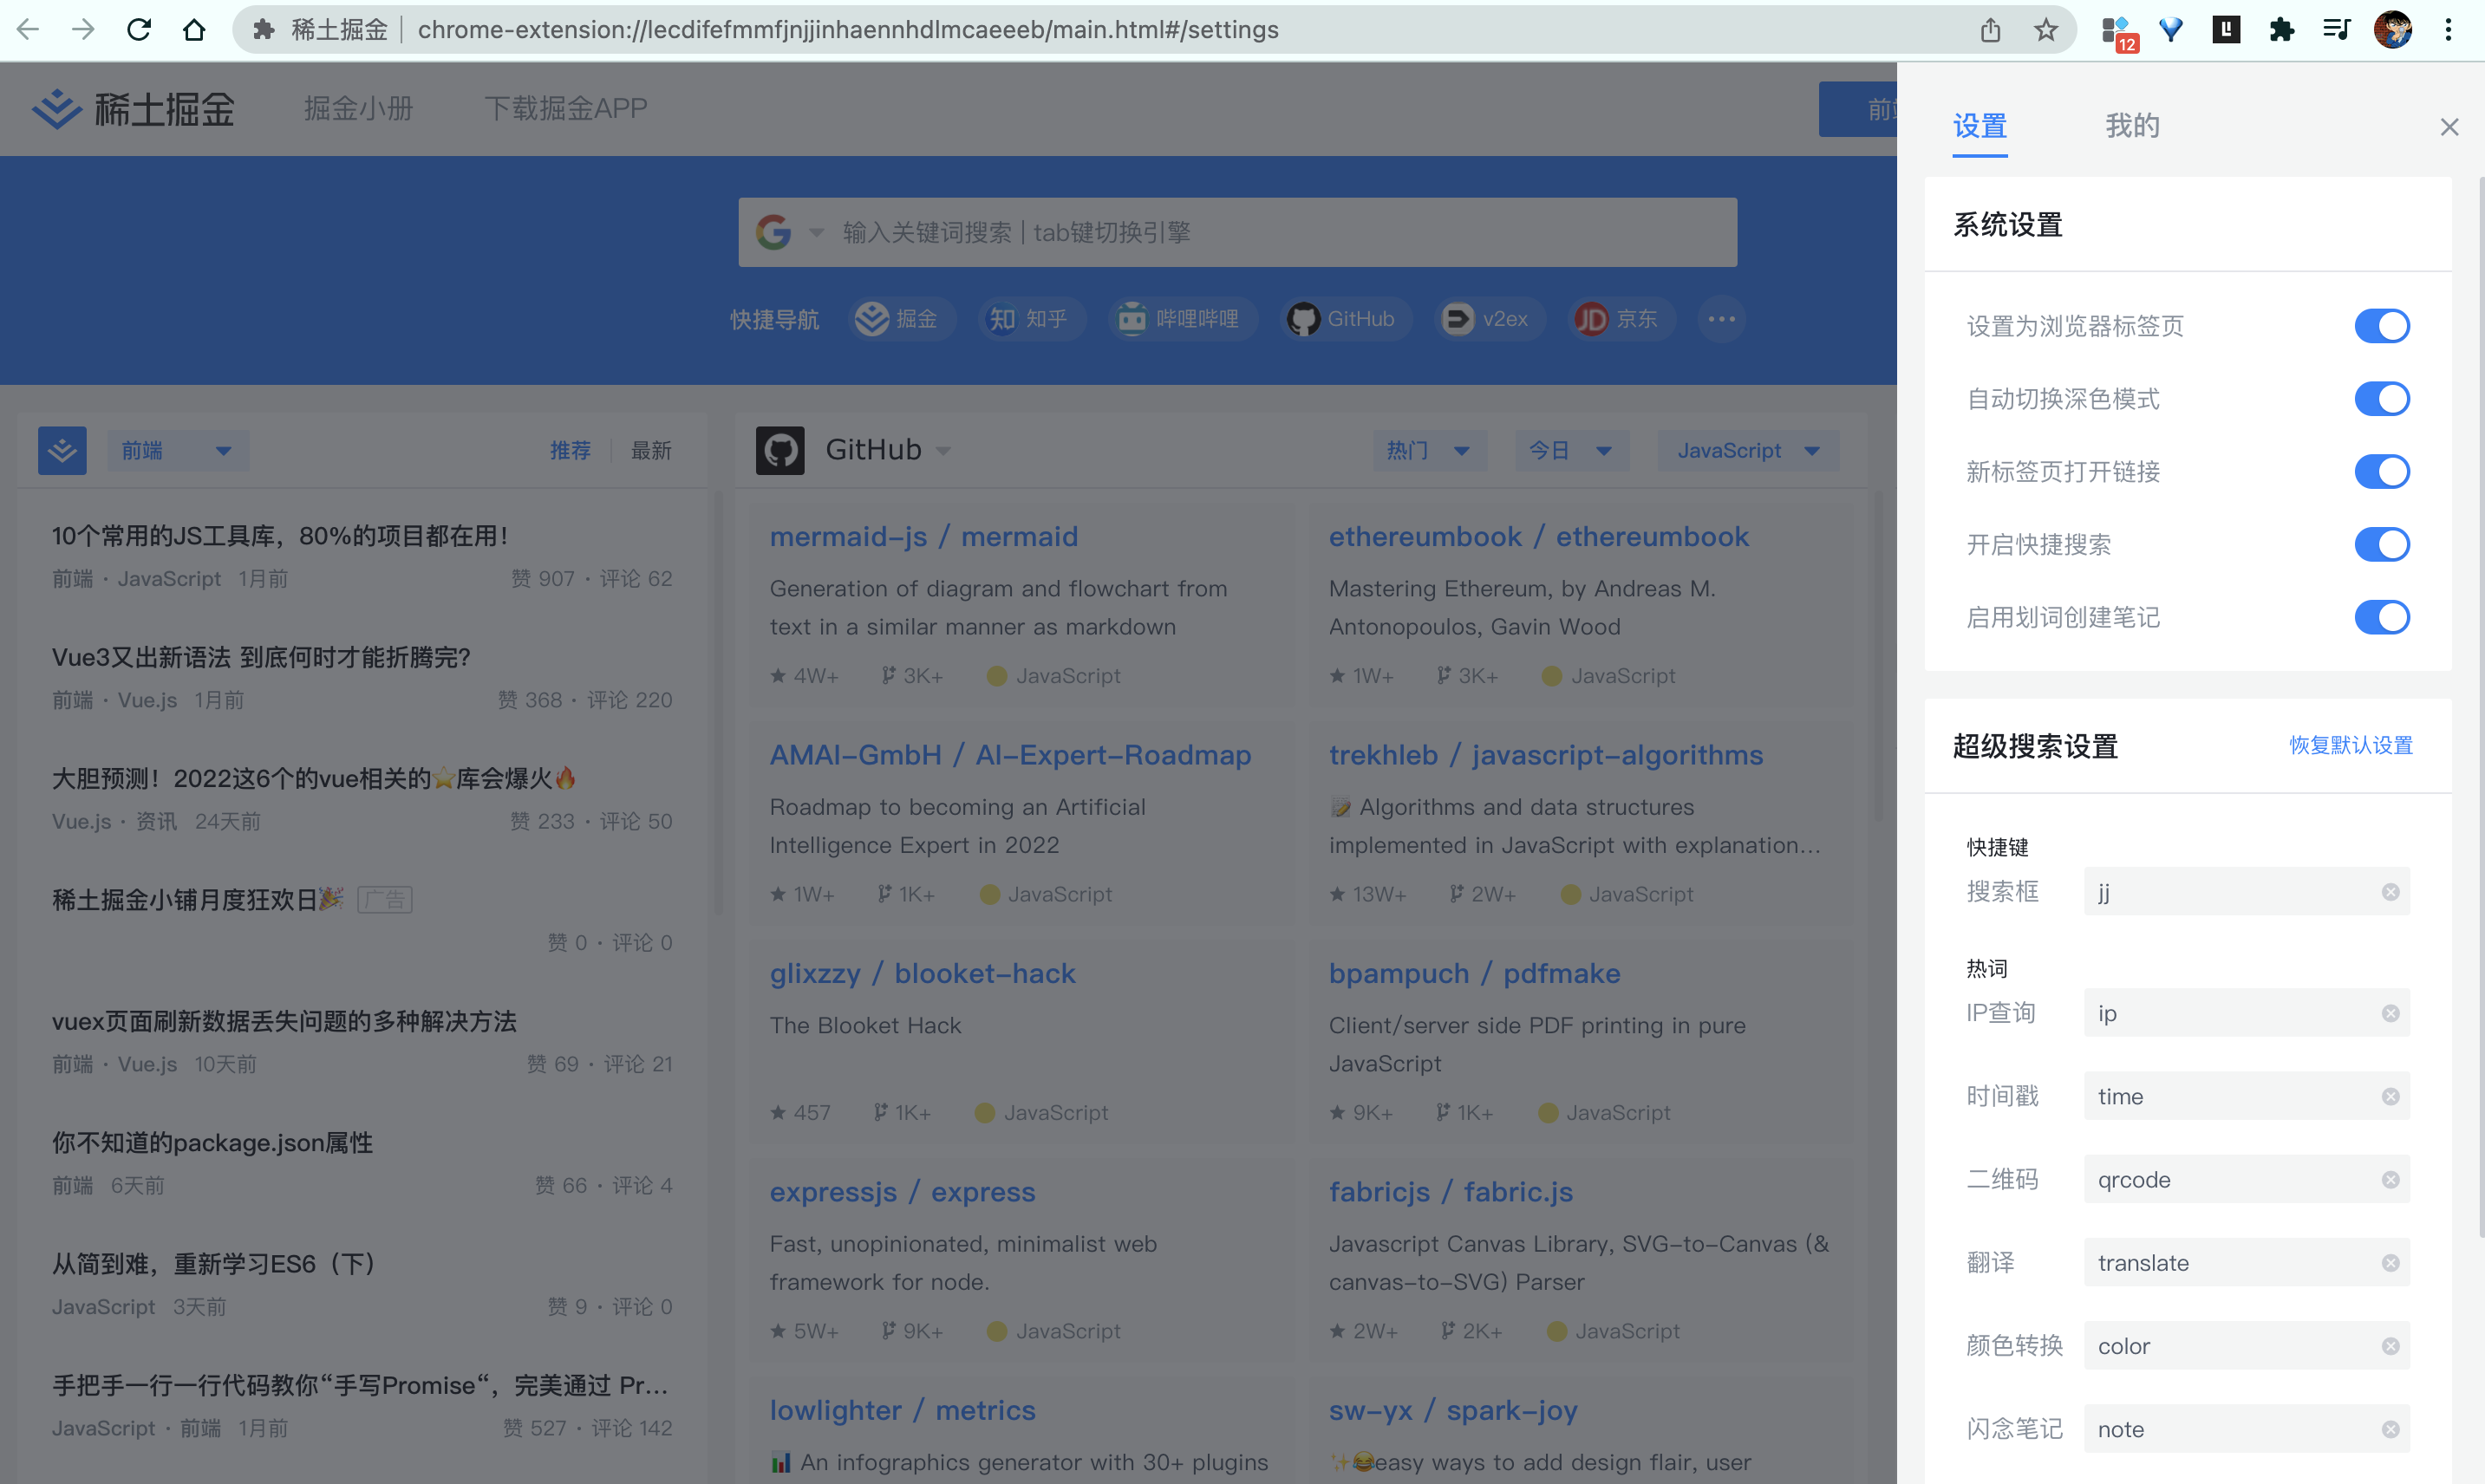 稀土掘金 | chrome-extension://lecdifefmmfjnjjinhaennhdlmcaeeeb/main.html#/settings
12
稀土掘金
掘金小册
下载掘金APP
输入关键词搜索 | tab键切换引擎
快捷导航
掘金
知乎
哔哩哔哩
GitHub
v2ex
京东
前端
推荐
最新
10个常用的JS工具库，80%的项目都在用！
前端 · JavaScript 1月前
赞 907 · 评论 62
Vue3又出新语法 到底何时才能折腾完?
前端 · Vue.js 1月前
赞 368 · 评论 220
大胆预测！2022这6个的vue相关的⭐库会爆火🔥
Vue.js · 资讯 24天前
赞 233 · 评论 50
稀土掘金小铺月度狂欢日🎉 广告
赞 0 · 评论 0
vuex页面刷新数据丢失问题的多种解决方法
前端 · Vue.js 10天前
赞 69 · 评论 21
你不知道的package.json属性
前端 6天前
赞 66 · 评论 4
从简到难，重新学习ES6（下）
JavaScript 3天前
赞 9 · 评论 0
手把手一行一行代码教你“手写Promise“，完美通过 Pr...
JavaScript · 前端 1月前
赞 527 · 评论 142
GitHub
热门
今日
JavaScript
mermaid-js / mermaid
Generation of diagram and flowchart from
text in a similar manner as markdown
4W+ 3K+ JavaScript
ethereumbook / ethereumbook
Mastering Ethereum, by Andreas M.
Antonopoulos, Gavin Wood
1W+ 3K+ JavaScript
AMAI-GmbH / AI-Expert-Roadmap
Roadmap to becoming an Artificial
Intelligence Expert in 2022
1W+ 1K+ JavaScript
trekhleb / javascript-algorithms
📝 Algorithms and data structures
implemented in JavaScript with explanation...
13W+ 2W+ JavaScript
glixzzy / blooket-hack
The Blooket Hack
457 1K+ JavaScript
bpampuch / pdfmake
Client/server side PDF printing in pure
JavaScript
9K+ 1K+ JavaScript
expressjs / express
Fast, unopinionated, minimalist web
framework for node.
5W+ 9K+ JavaScript
fabricjs / fabric.js
Javascript Canvas Library, SVG-to-Canvas (&
canvas-to-SVG) Parser
2W+ 2K+ JavaScript
lowlighter / metrics
📊 An infographics generator with 30+ plugins
sw-yx / spark-joy
✨😂easy ways to add design flair, user
设置
我的
系统设置
设置为浏览器标签页
自动切换深色模式
新标签页打开链接
开启快捷搜索
启用划词创建笔记
超级搜索设置
恢复默认设置
快捷键
搜索框 jj
热词
IP查询 ip
时间戳 time
二维码 qrcode
翻译 translate
颜色转换 color
闪念笔记 note